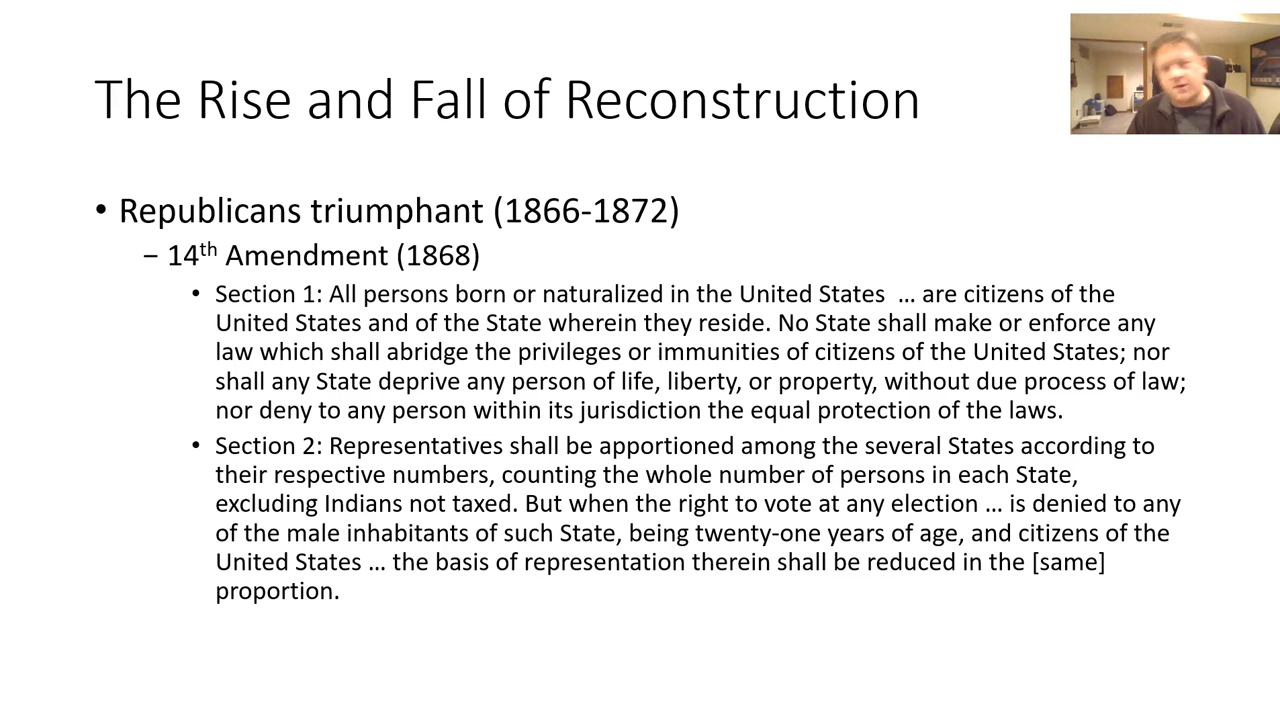 The Rise and Fall of Reconstruction
• Republicans triumphant (1866-1872)
– 14th Amendment (1868)
• Section 1: All persons born or naturalized in the United States … are citizens of the
United States and of the State wherein they reside. No State shall make or enforce any
law which shall abridge the privileges or immunities of citizens of the United States; nor
shall any State deprive any person of life, liberty, or property, without due process of law;
nor deny to any person within its jurisdiction the equal protection of the laws.
• Section 2: Representatives shall be apportioned among the several States according to
their respective numbers, counting the whole number of persons in each State,
excluding Indians not taxed. But when the right to vote at any election … is denied to any
of the male inhabitants of such State, being twenty-one years of age, and citizens of the
United States … the basis of representation therein shall be reduced in the [same]
proportion.